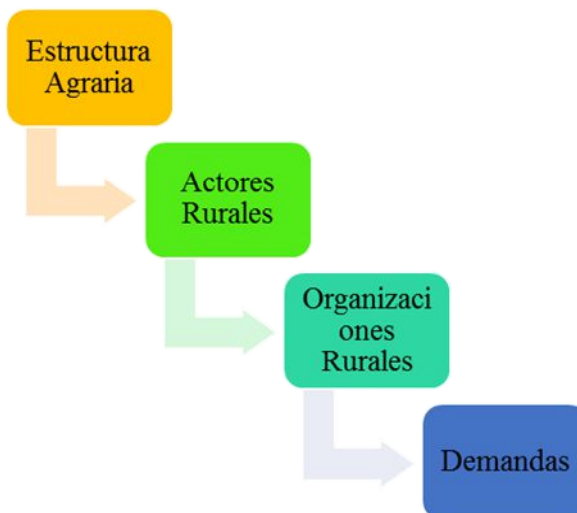 Estructura
Agraria
Actores
Rurales
Organizaci
ones
Rurales
Demandas